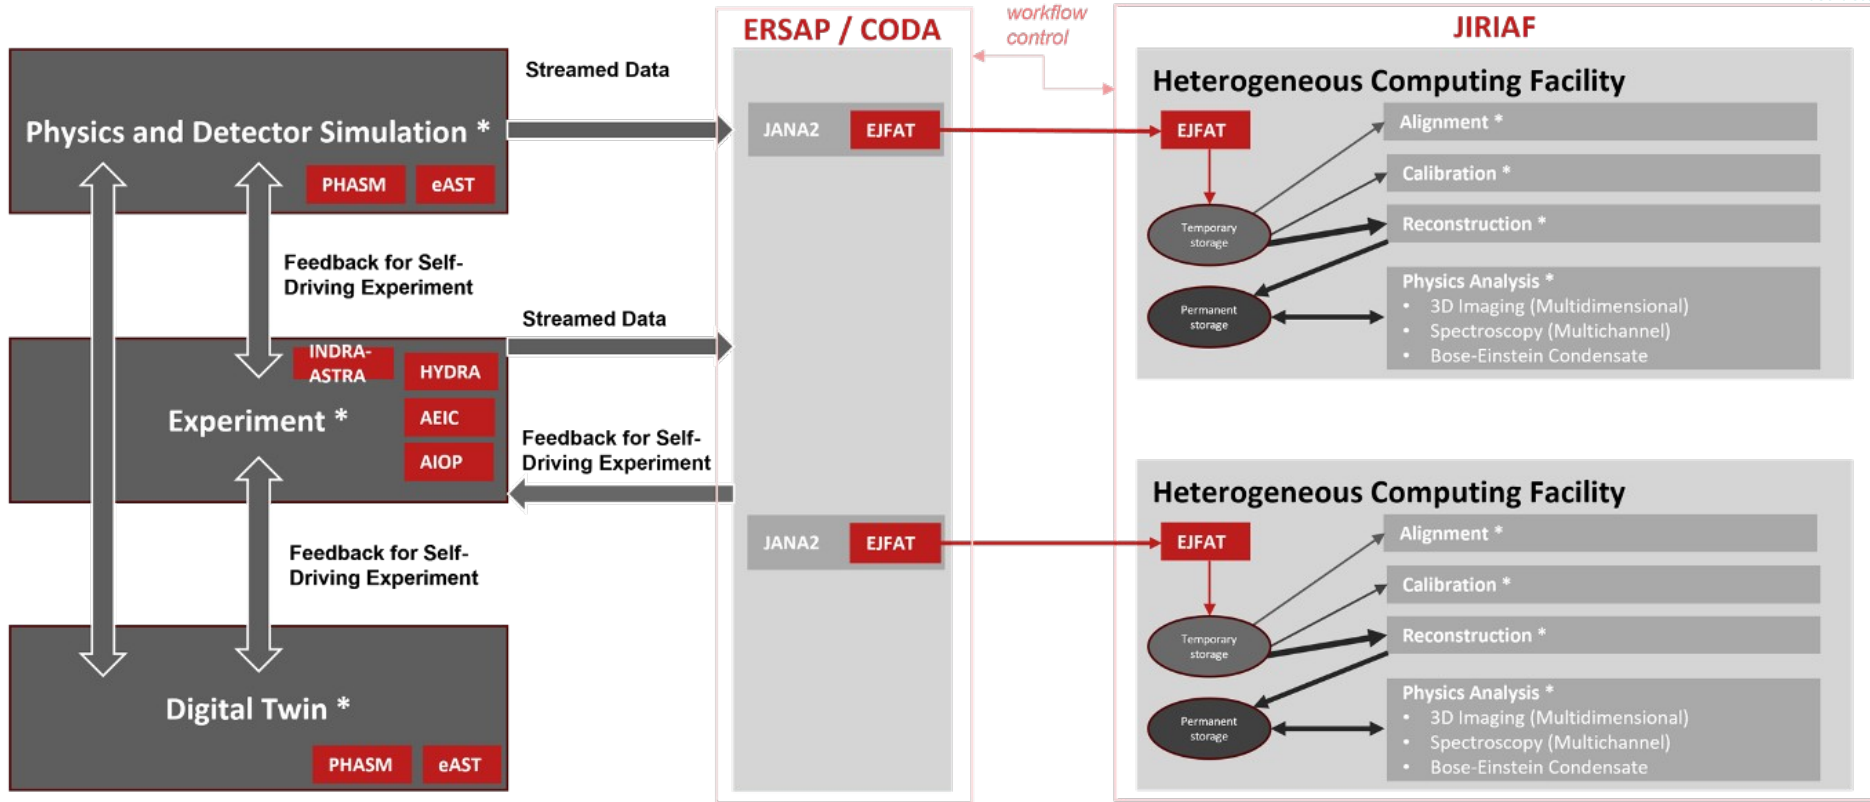 Physics and Detector Simulation *
PHASM
eAST
Feedback for Self-
Driving Experiment
INDRA-
ASTRA
HYDRA
Experiment *
AEIC
AIOP
Feedback for Self-
Driving Experiment
Digital Twin *
PHASM
eAST
Streamed Data
Streamed Data
Feedback for Self-
Driving Experiment
ERSAP / CODA
JANA2
EJFAT
JANA2
EJFAT
workflow
control
JIRIAF
Heterogeneous Computing Facility
EJFAT
Temporary
storage
Permanent
storage
Alignment *
Calibration *
Reconstruction *
Physics Analysis *
• 3D Imaging (Multidimensional)
• Spectroscopy (Multichannel)
• Bose-Einstein Condensate
Heterogeneous Computing Facility
EJFAT
Temporary
storage
Permanent
storage
Alignment *
Calibration *
Reconstruction *
Physics Analysis *
• 3D Imaging (Multidimensional)
• Spectroscopy (Multichannel)
• Bose-Einstein Condensate